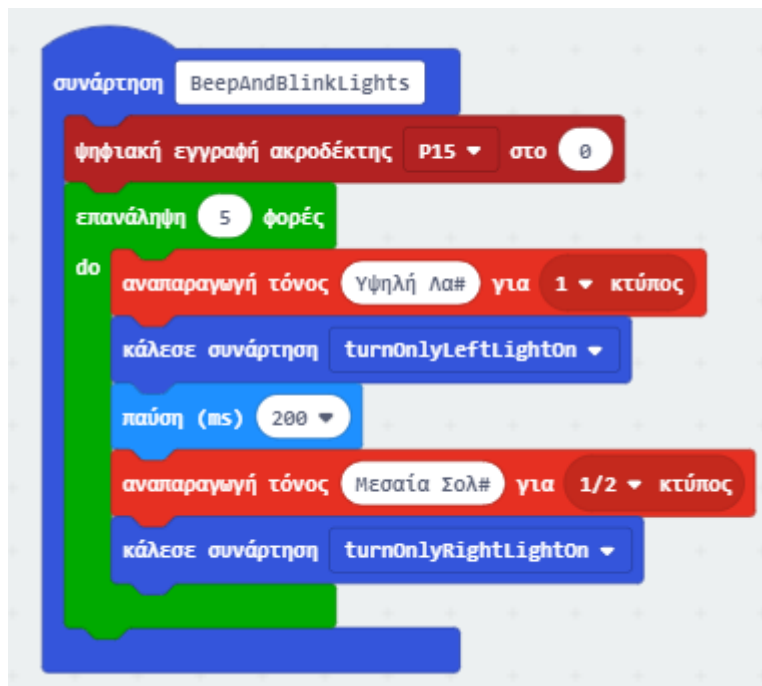 συνάρτηση BeepAndBlinkLights
ψηφιακή εγγραφή ακροδέκτης P15 στο 0
επανάληψη 5 φορές
do
αναπαραγωγή τόνος Υψηλή Λα# για 1 κτύπος
κάλεσε συνάρτηση turnOnlyLeftLightOn
παύση (ms) 200
αναπαραγωγή τόνος Μεσαία Σολ# για 1/2 κτύπος
κάλεσε συνάρτηση turnOnlyRightLightOn